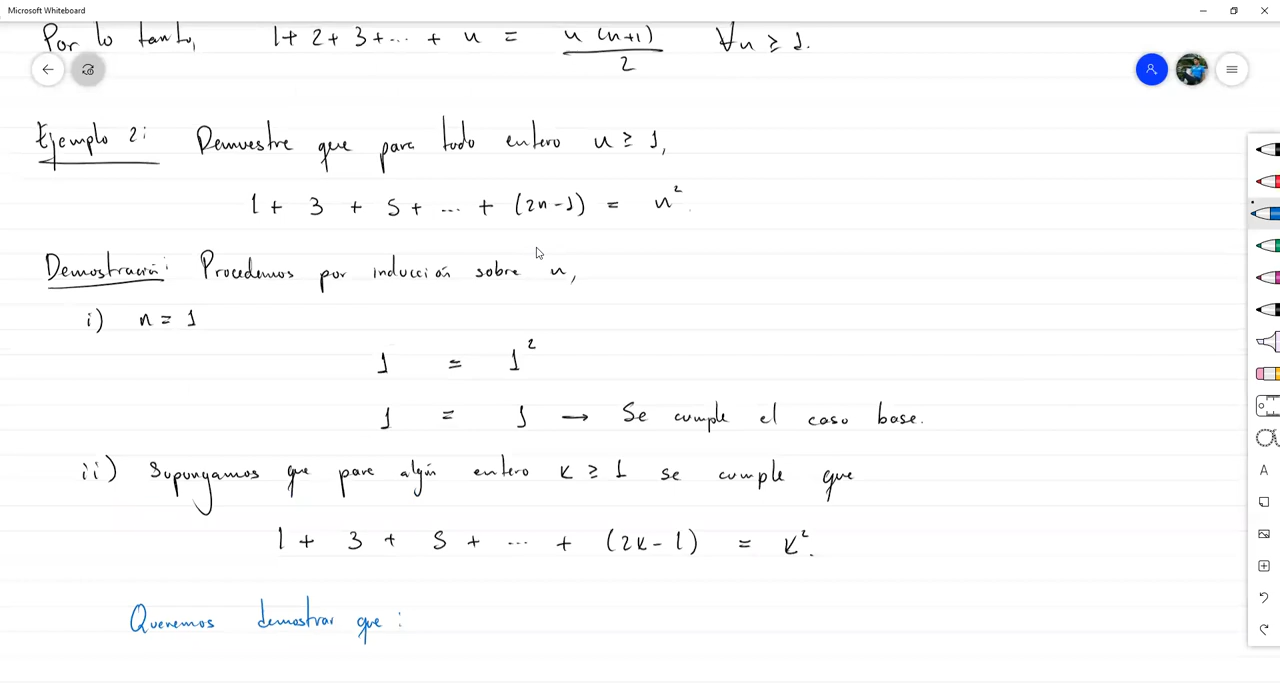 Microsoft Whiteboard
Por lo tanto, 1 + 2 + 3 + ... + n = n(n+1)/2 ∀n ≥ 1.
Ejemplo 2: Demuestre que para todo entero n ≥ 1,
1 + 3 + 5 + ... + (2n-1) = n².
Demostración: Procedemos por inducción sobre n,
i) n = 1
1 = 1²
1 = 1 → Se cumple el caso base.
ii) Supongamos que para algún entero k ≥ 1 se cumple que
1 + 3 + 5 + ... + (2k-1) = k².
Queremos demostrar que: